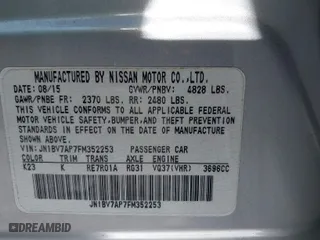 MANUFACTURED BY NISSAN MOTOR CO.,LTD.
DATE: 08/15 GVWR/PNBV: 4828 LBS.
GAWR/PNBE FR: 2370 LBS. RR: 2480 LBS.
THIS VEHICLE CONFORMS TO ALL APPLICABLE FEDERAL
MOTOR VEHICLE SAFETY, BUMPER, AND THEFT PREVENTION
STANDARDS IN EFFECT ON THE DATE OF MANUFACTURE
SHOWN ABOVE.
VIN: JN1BV7AP7FM352253 PASSENGER CAR
COLOR TRIM TRANS AXLE ENGINE
K23 K RE7R01A RG31 VQ37(VHR) 3696CC
JN1BV7AP7FM352253